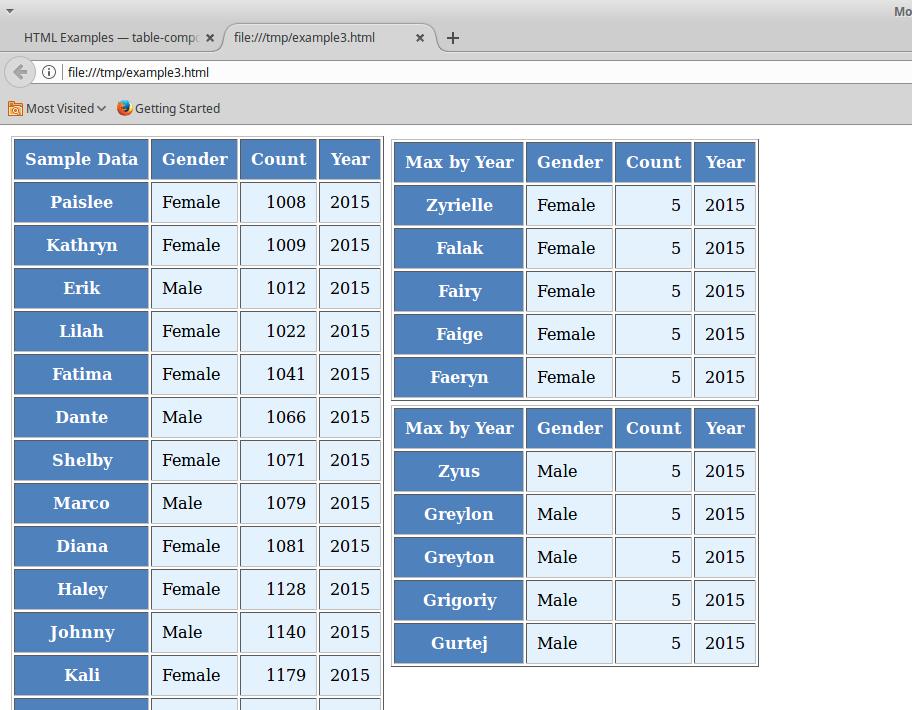 Mo
HTML Examples — table-comp
file:///tmp/example3.html
file:///tmp/example3.html
Most Visited
Getting Started
Sample Data Gender Count Year
Paislee Female 1008 2015
Kathryn Female 1009 2015
Erik Male 1012 2015
Lilah Female 1022 2015
Fatima Female 1041 2015
Dante Male 1066 2015
Shelby Female 1071 2015
Marco Male 1079 2015
Diana Female 1081 2015
Haley Female 1128 2015
Johnny Male 1140 2015
Kali Female 1179 2015
Max by Year Gender Count Year
Zyrielle Female 5 2015
Falak Female 5 2015
Fairy Female 5 2015
Faige Female 5 2015
Faeryn Female 5 2015
Max by Year Gender Count Year
Zyus Male 5 2015
Greylon Male 5 2015
Greyton Male 5 2015
Grigoriy Male 5 2015
Gurtej Male 5 2015